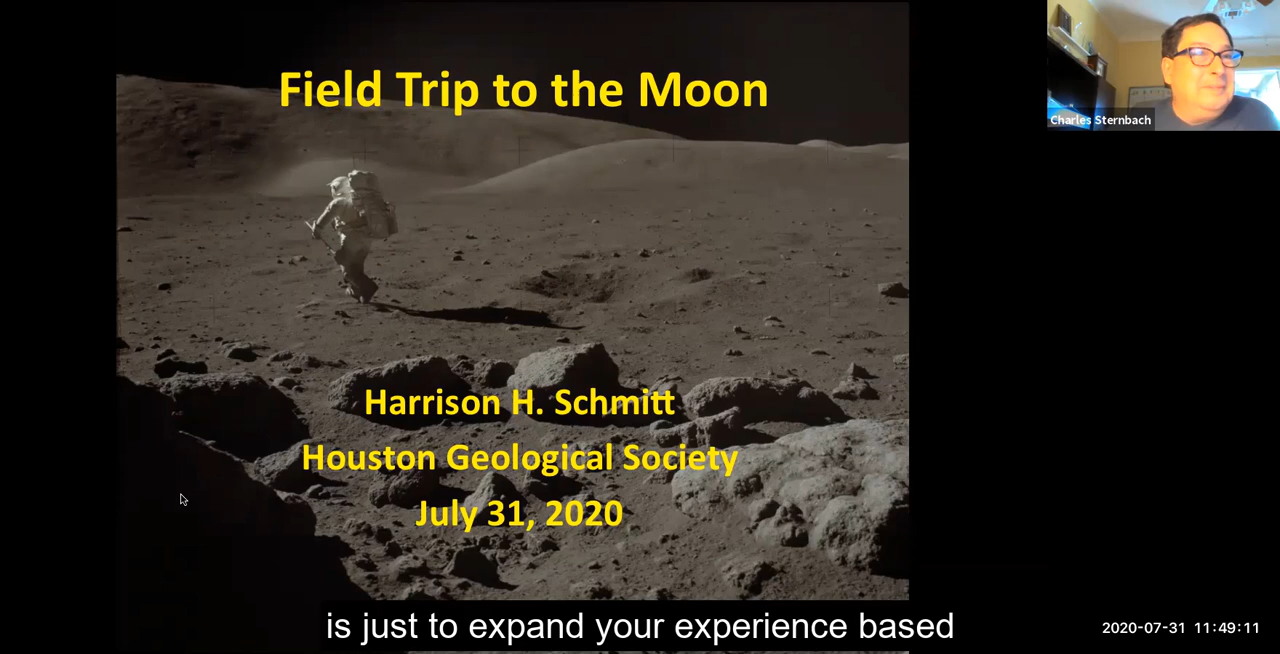 Field Trip to the Moon
Charles Sternbach
Harrison H. Schmitt
Houston Geological Society
July 31, 2020
is just to expand your experience based
2020-07-31 11:49:11